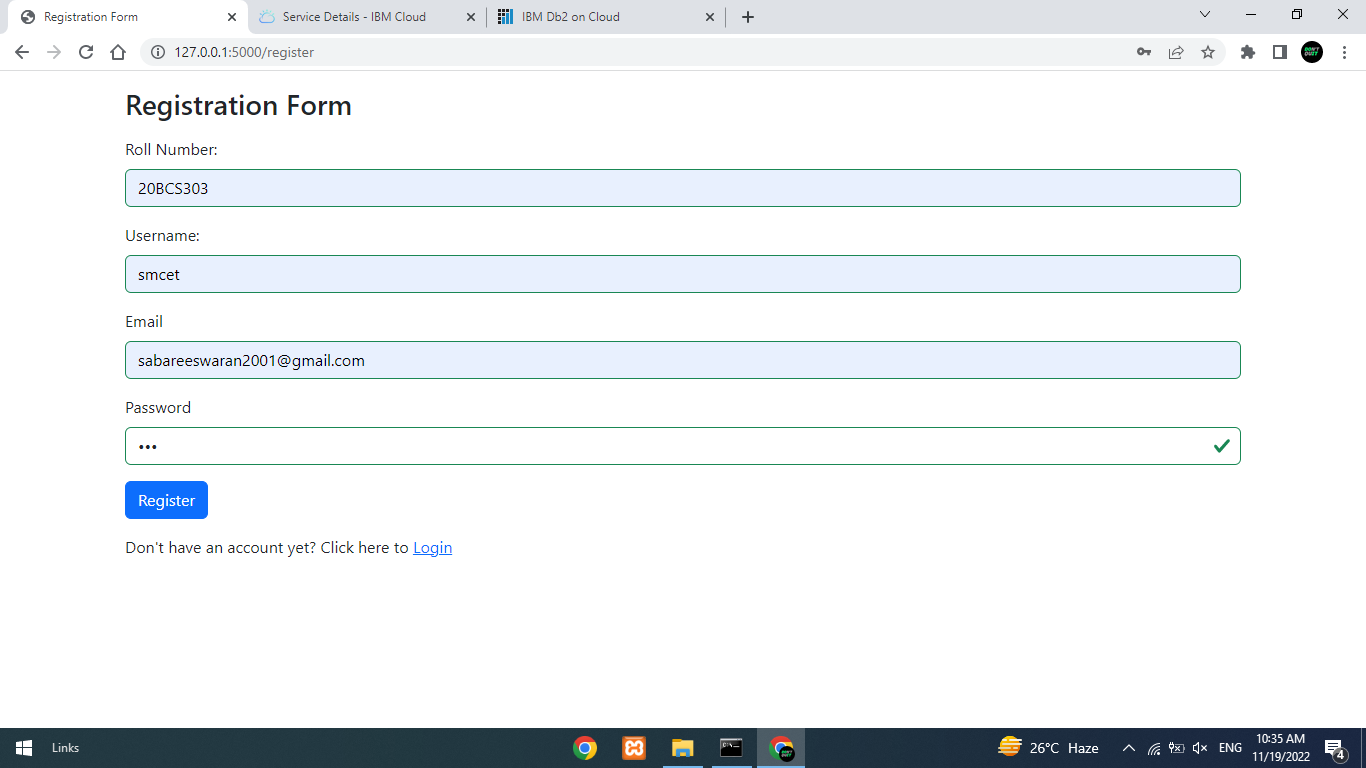 Registration Form
Service Details - IBM Cloud
IBM Db2 on Cloud
127.0.0.1:5000/register
Registration Form
Roll Number:
20BCS303
Username:
smcet
Email
sabareeswaran2001@gmail.com
Password
•••
Register
Don't have an account yet? Click here to Login
Links
26°C Haze
ENG
10:35 AM
11/19/2022
4